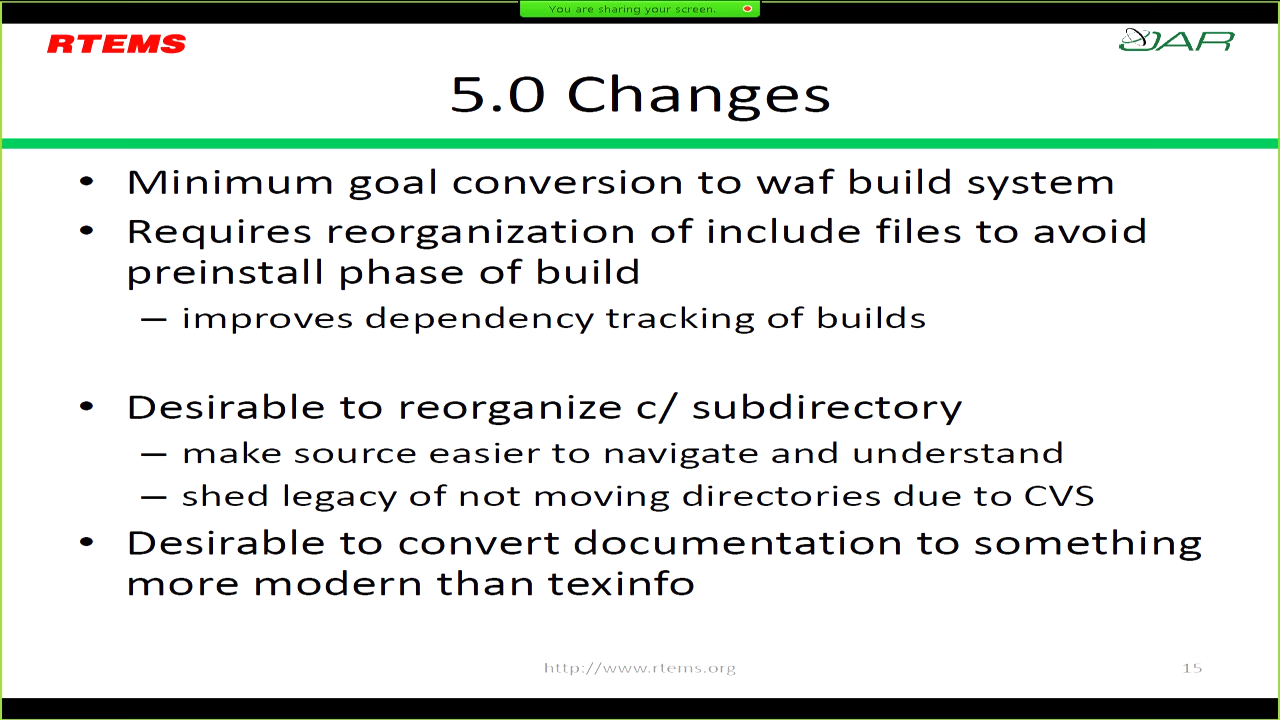 You are sharing your screen.
RTEMS
OAR
5.0 Changes
• Minimum goal conversion to waf build system
• Requires reorganization of include files to avoid
preinstall phase of build
– improves dependency tracking of builds
• Desirable to reorganize c/ subdirectory
– make source easier to navigate and understand
– shed legacy of not moving directories due to CVS
• Desirable to convert documentation to something
more modern than texinfo
http://www.rtems.org
15